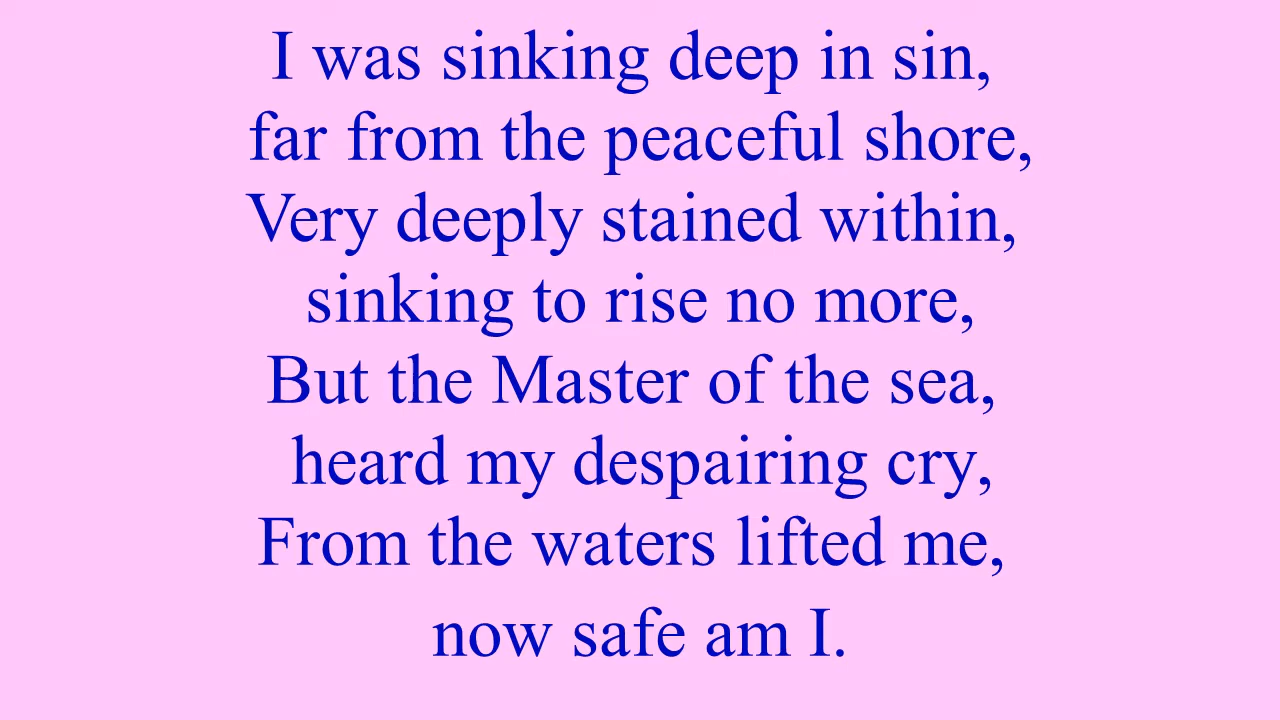 I was sinking deep in sin,
far from the peaceful shore,
Very deeply stained within,
sinking to rise no more,
But the Master of the sea,
heard my despairing cry,
From the waters lifted me,
now safe am I.